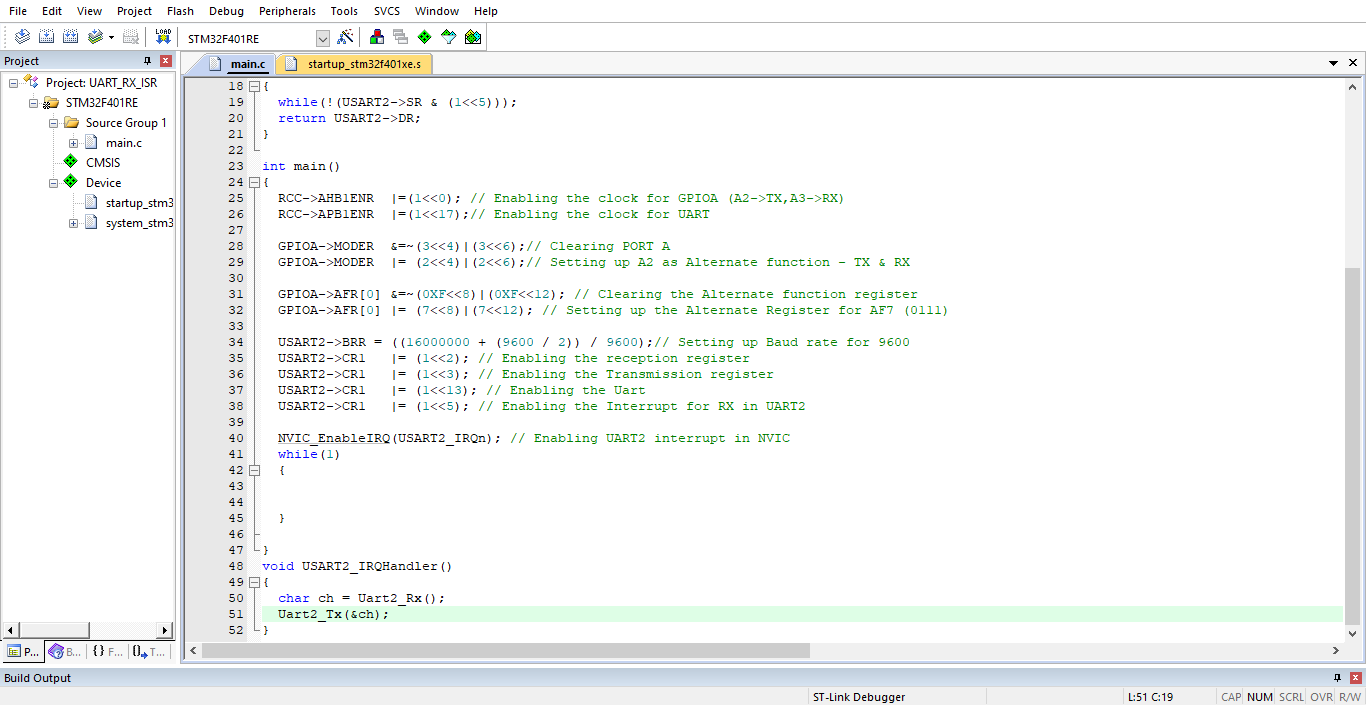 File Edit View Project Flash Debug Peripherals Tools SVCS Window Help
LOAD STM32F401RE
Project
Project: UART_RX_ISR
STM32F401RE
Source Group 1
main.c
CMSIS
Device
startup_stm3
system_stm3
P... B... {} F... 0 T...
main.c startup_stm32f401xe.s
18 {
19 while(!(USART2->SR & (1<<5)));
20 return USART2->DR;
21 }
22
23 int main()
24 {
25 RCC->AHB1ENR |=(1<<0); // Enabling the clock for GPIOA (A2->TX,A3->RX)
26 RCC->APB1ENR |=(1<<17);// Enabling the clock for UART
27
28 GPIOA->MODER &=~(3<<4)|(3<<6);// Clearing PORT A
29 GPIOA->MODER |= (2<<4)|(2<<6);// Setting up A2 as Alternate function - TX & RX
30
31 GPIOA->AFR[0] &=~(0XF<<8)|(0XF<<12); // Clearing the Alternate function register
32 GPIOA->AFR[0] |= (7<<8)|(7<<12); // Setting up the Alternate Register for AF7 (0111)
33
34 USART2->BRR = ((16000000 + (9600 / 2)) / 9600);// Setting up Baud rate for 9600
35 USART2->CR1 |= (1<<2); // Enabling the reception register
36 USART2->CR1 |= (1<<3); // Enabling the Transmission register
37 USART2->CR1 |= (1<<13); // Enabling the Uart
38 USART2->CR1 |= (1<<5); // Enabling the Interrupt for RX in UART2
39
40 NVIC_EnableIRQ(USART2_IRQn); // Enabling UART2 interrupt in NVIC
41 while(1)
42 {
43
44
45 }
46
47 }
48 void USART2_IRQHandler()
49 {
50 char ch = Uart2_Rx();
51 Uart2_Tx(&ch);
52 }
Build Output
ST-Link Debugger L:51 C:19 CAP NUM SCRL OVR R/W